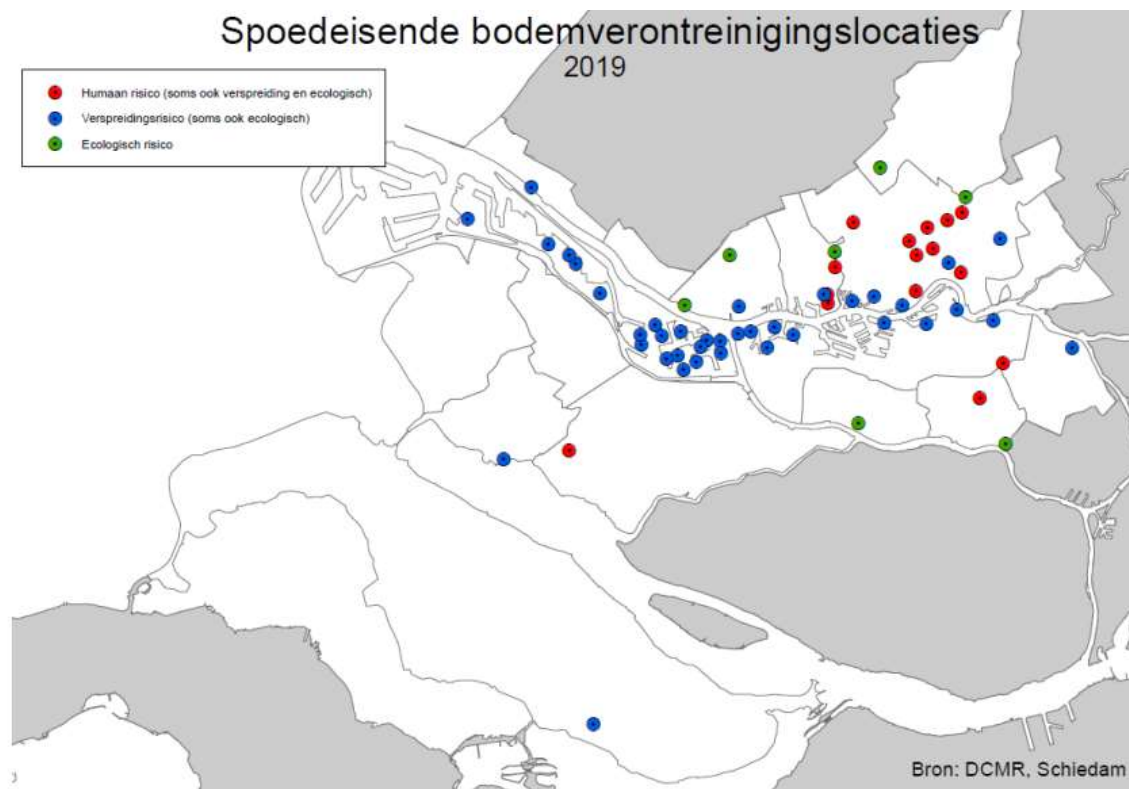 Spoedeisende bodemverontreinigingslocaties
2019
Humaan risico (soms ook verspreiding en ecologisch)
Verspreidingsrisico (soms ook ecologisch)
Ecologisch risico
Bron: DCMR, Schiedam